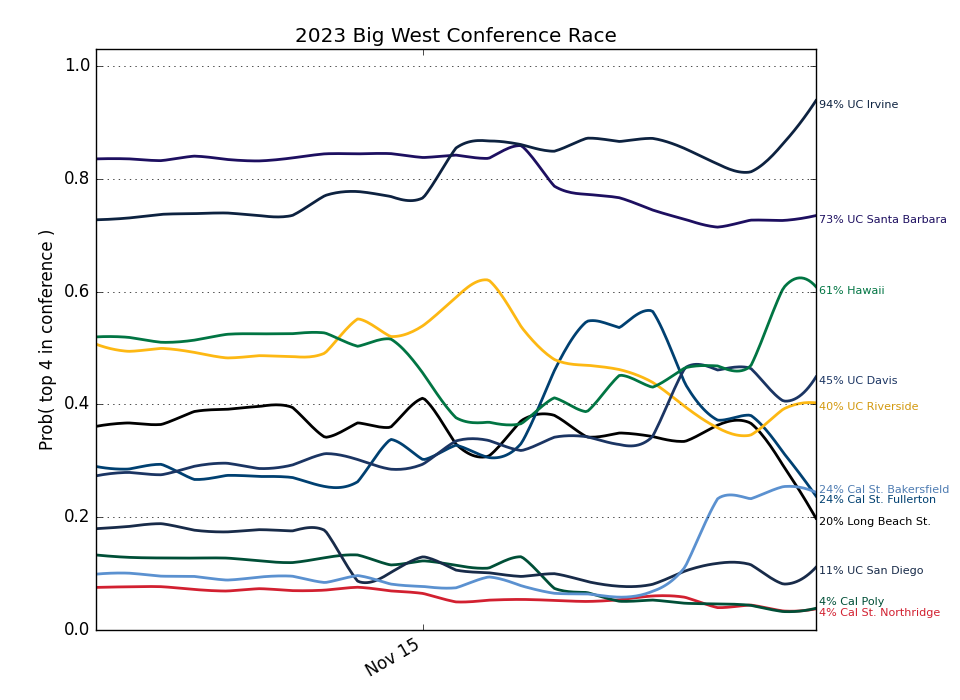 2023 Big West Conference Race
Prob( top 4 in conference )
1.0
0.8
0.6
0.4
0.2
0.0
Nov 15
94% UC Irvine
73% UC Santa Barbara
61% Hawaii
45% UC Davis
40% UC Riverside
24% Cal St. Bakersfield
24% Cal St. Fullerton
20% Long Beach St.
11% UC San Diego
4% Cal Poly
4% Cal St. Northridge